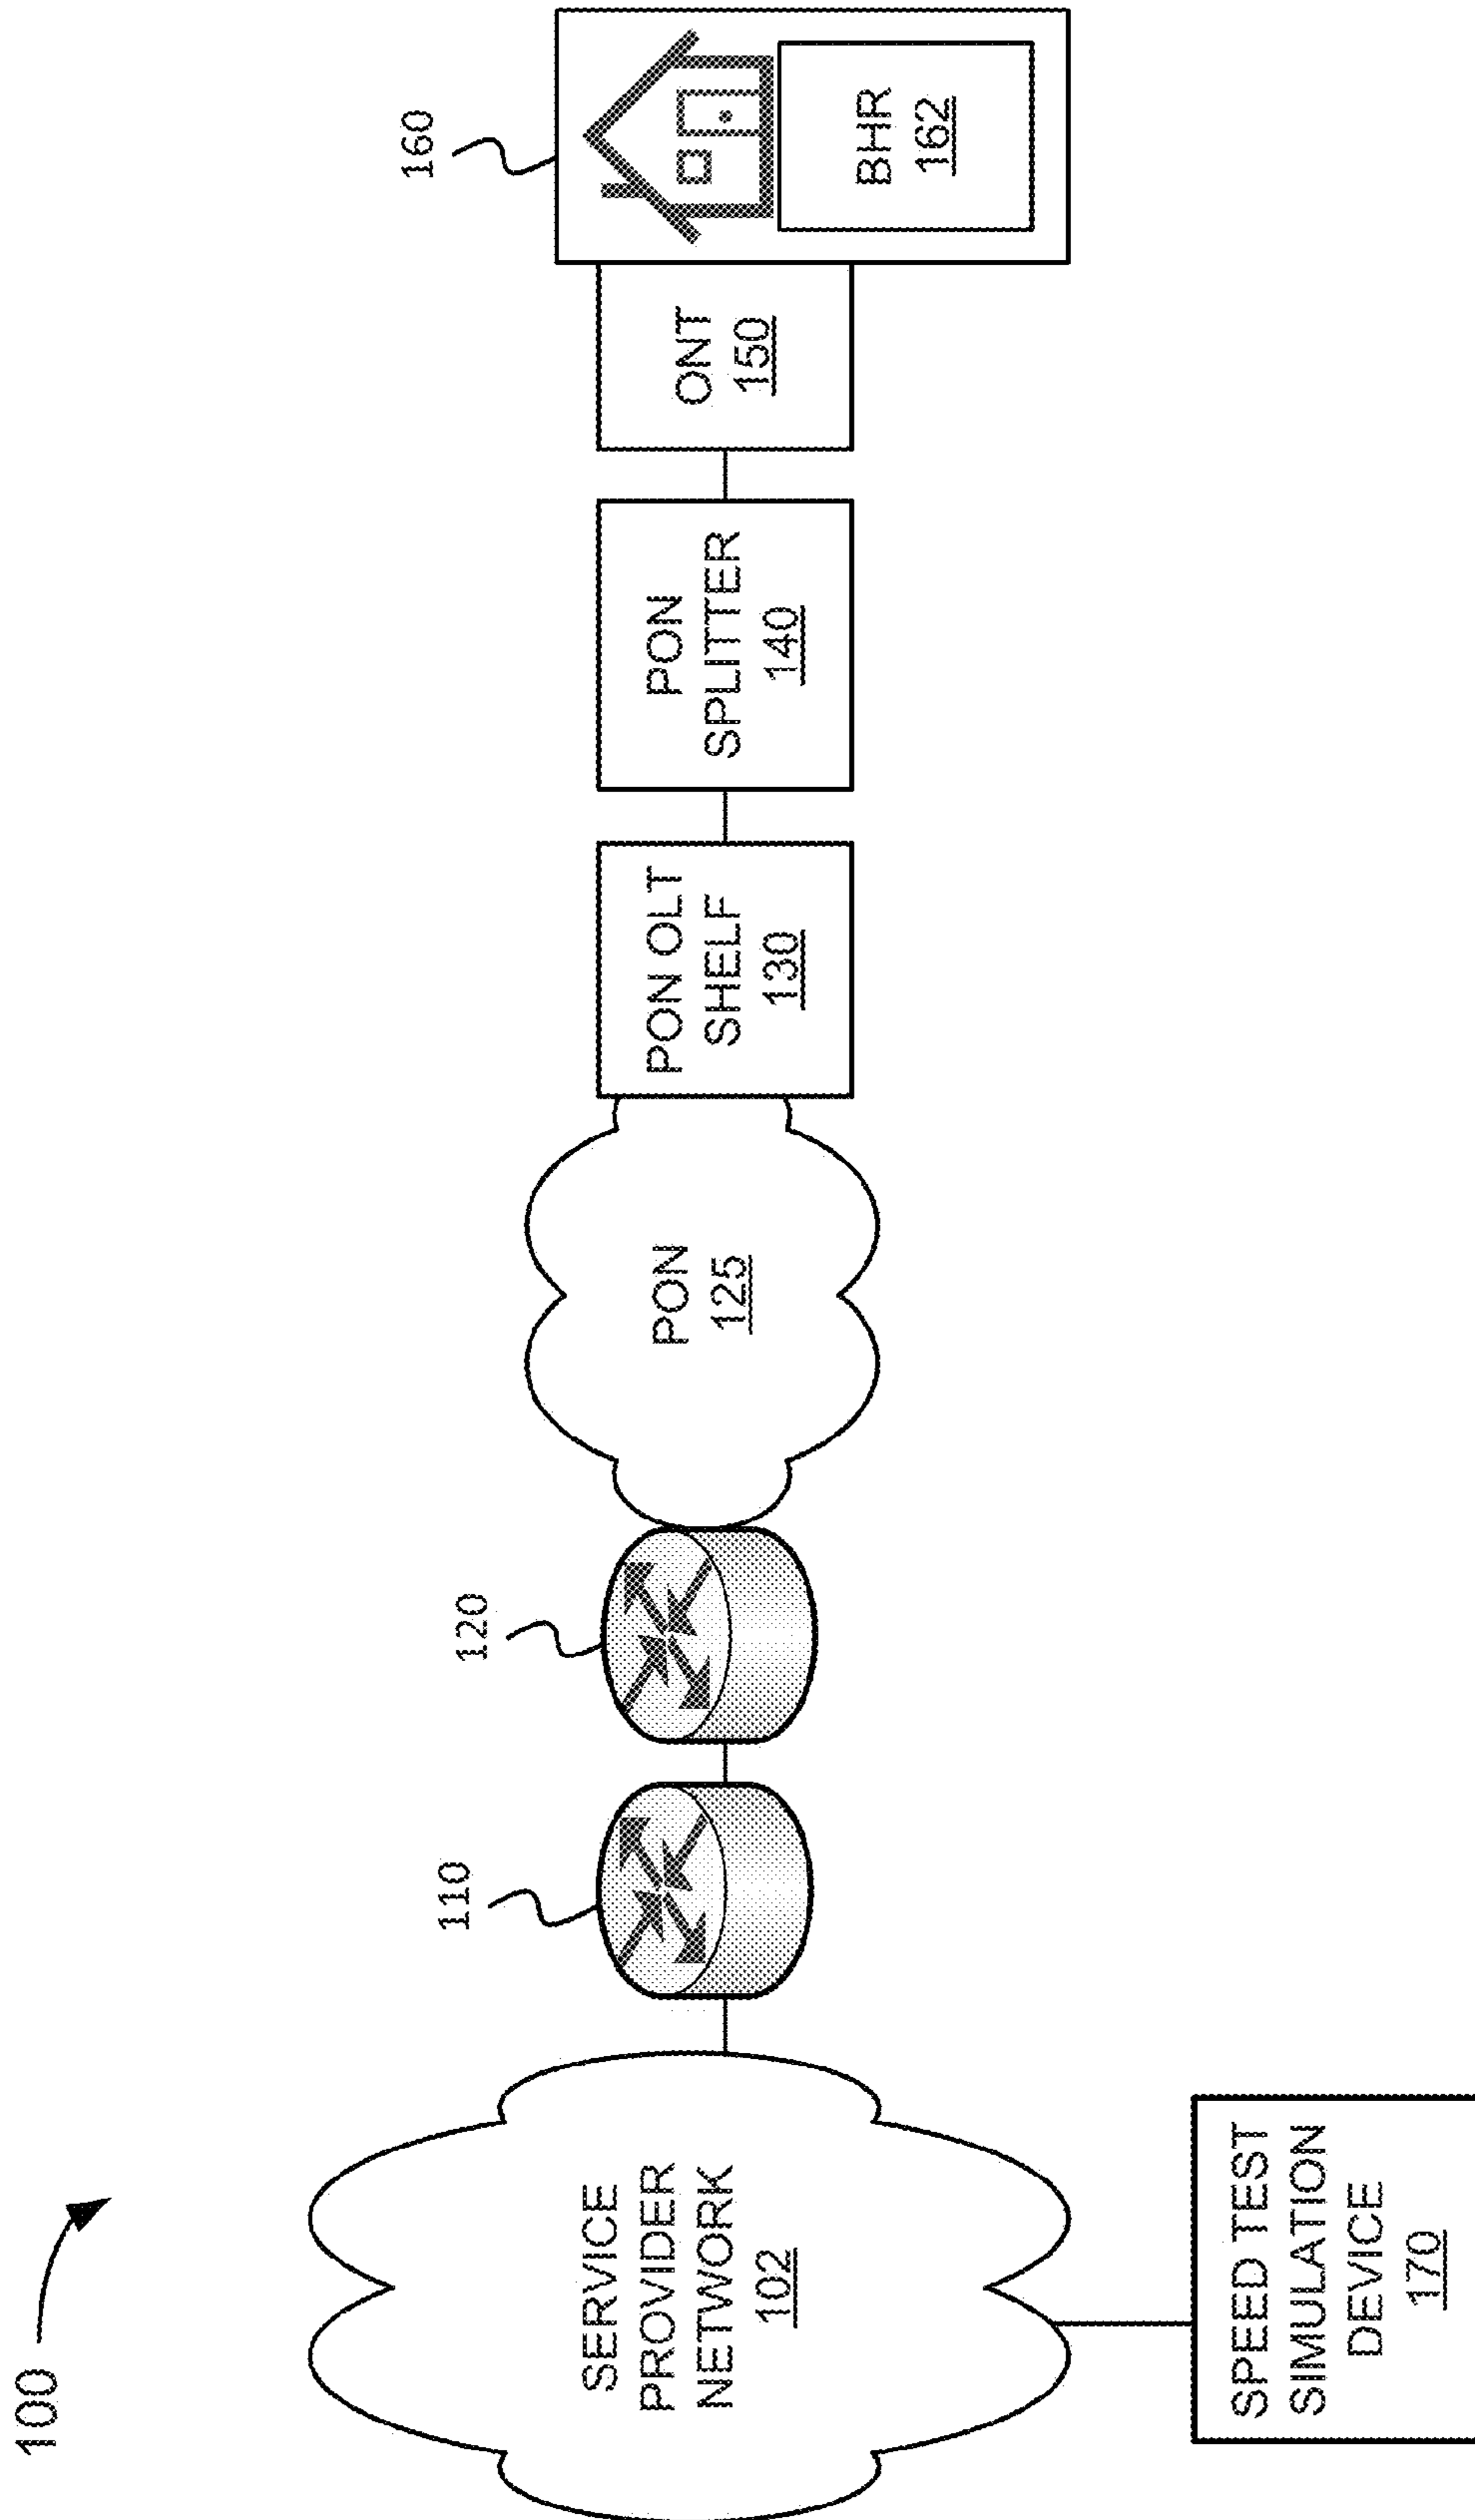 100
SERVICE
PROVIDER
NETWORK
102
SPEED TEST
SIMULATION
DEVICE
170
110
120
PON
125
PON OLT
SHELF
130
PON
SPLITTER
140
ONT
150
160
BHR
162